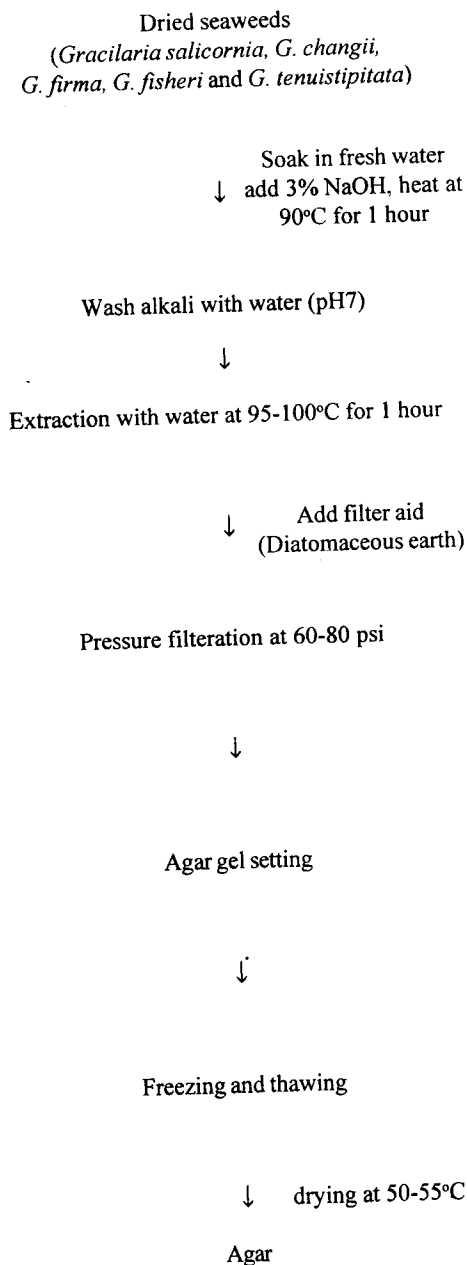 Dried seaweeds
(Gracilaria salicornia, G. changii,
G. firma, G. fisheri and G. tenuistipitata)
Soak in fresh water
↓ add 3% NaOH, heat at
90°C for 1 hour
Wash alkali with water (pH7)
↓
Extraction with water at 95-100°C for 1 hour
↓ Add filter aid
(Diatomaceous earth)
Pressure filteration at 60-80 psi
↓
Agar gel setting
↓
Freezing and thawing
↓ drying at 50-55°C
Agar